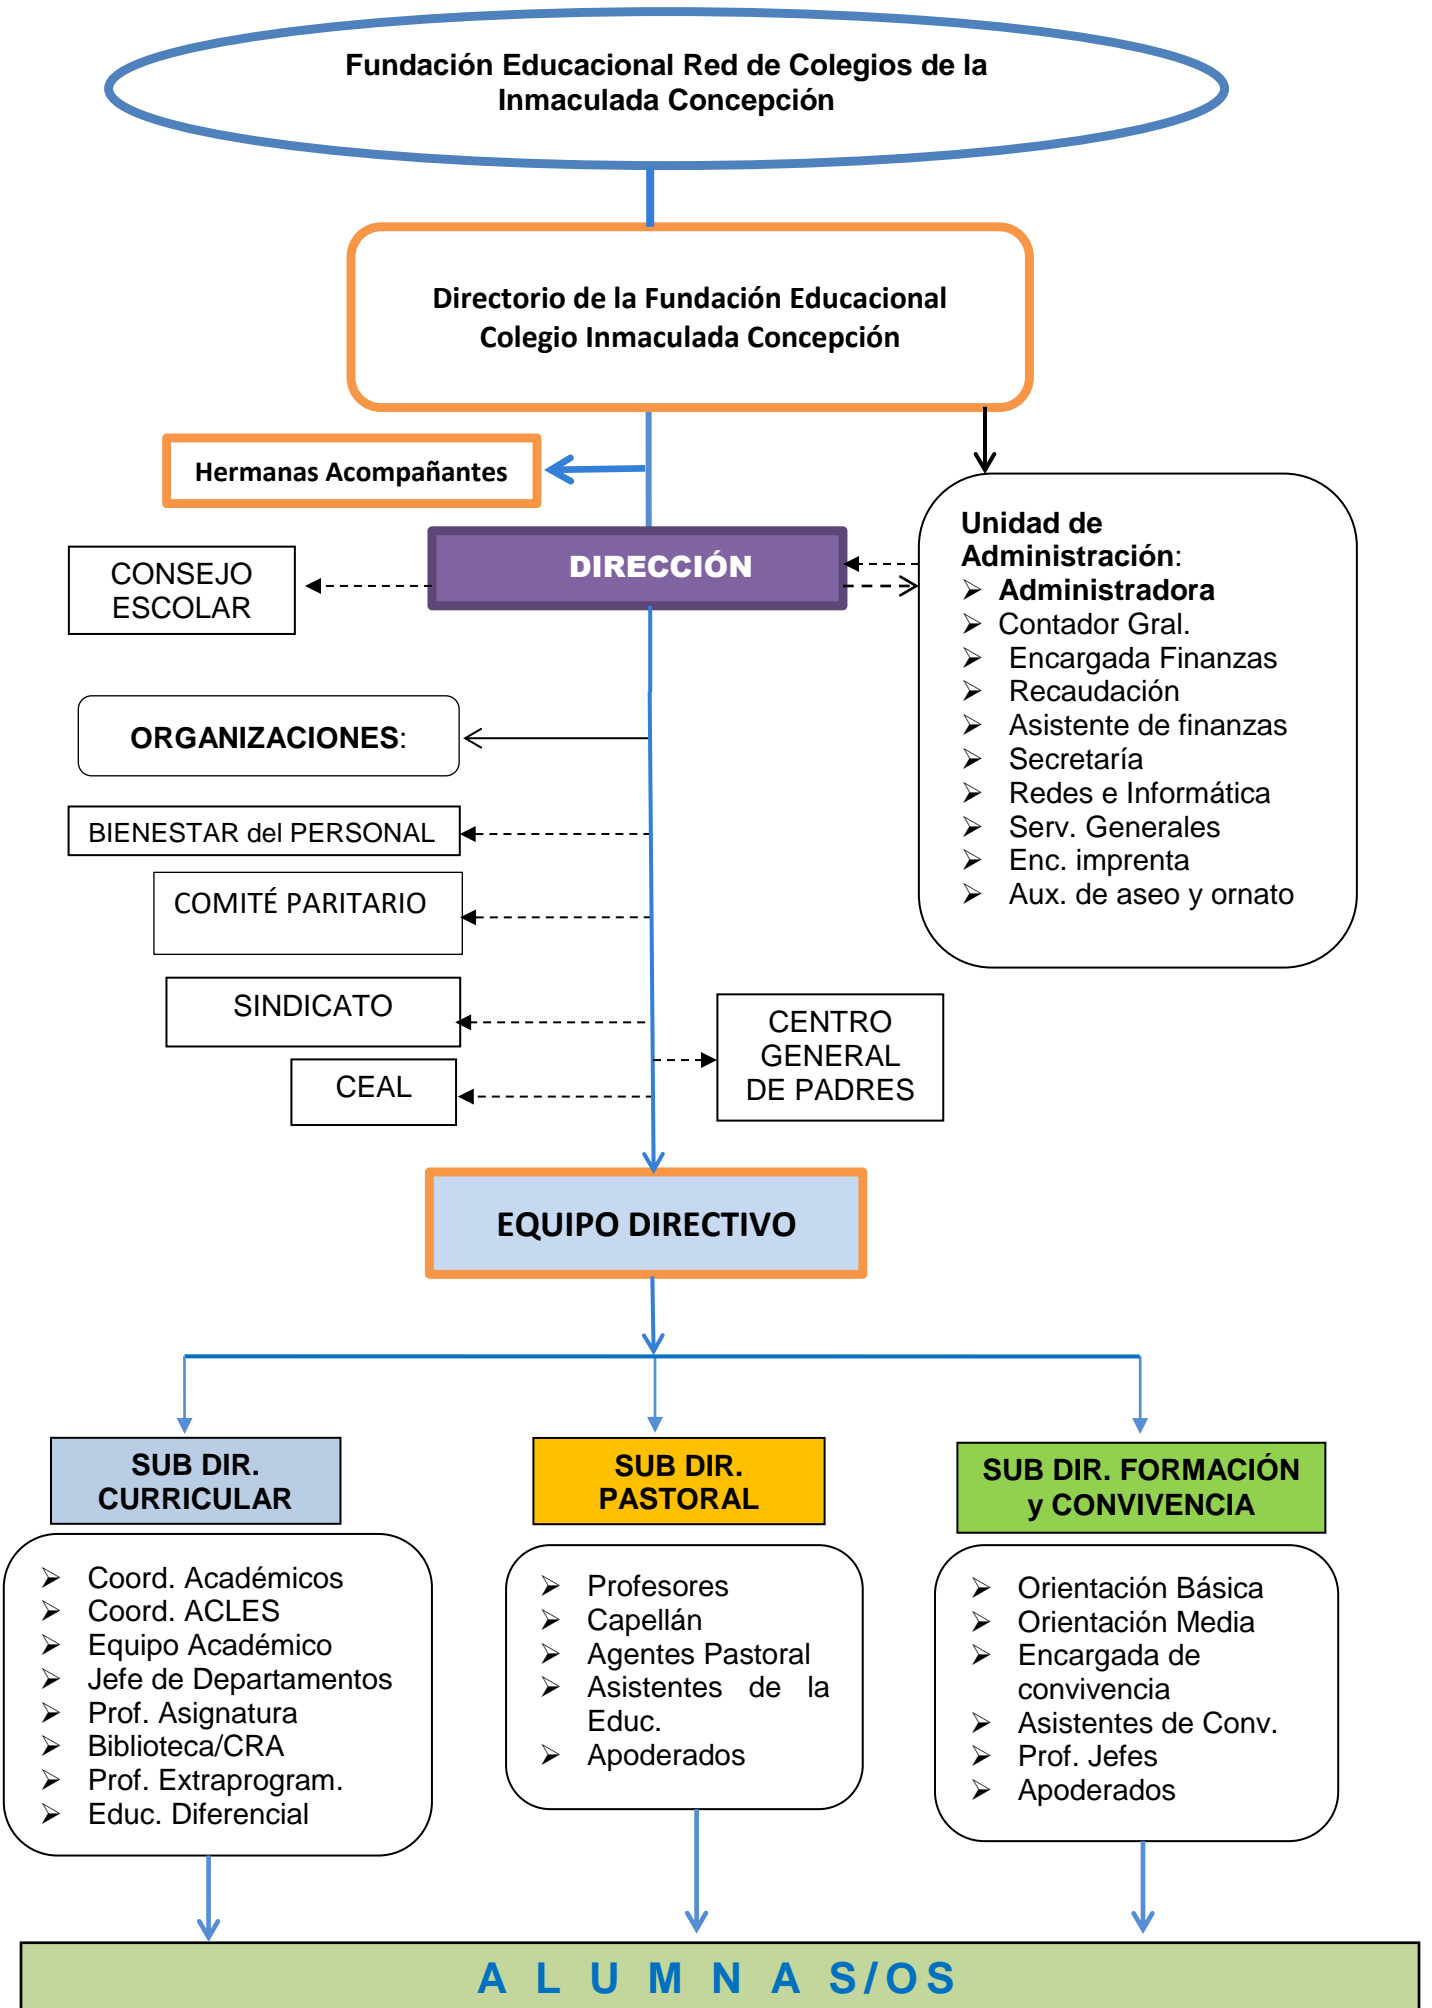 Fundación Educacional Red de Colegios de la
Inmaculada Concepción
Directorio de la Fundación Educacional
Colegio Inmaculada Concepción
Hermanas Acompañantes
DIRECCIÓN
CONSEJO
ESCOLAR
Unidad de
Administración:
➢ Administradora
➢ Contador Gral.
➢ Encargada Finanzas
➢ Recaudación
➢ Asistente de finanzas
➢ Secretaría
➢ Redes e Informática
➢ Serv. Generales
➢ Enc. imprenta
➢ Aux. de aseo y ornato
ORGANIZACIONES:
BIENESTAR del PERSONAL
COMITÉ PARITARIO
SINDICATO
CENTRO
GENERAL
DE PADRES
CEAL
EQUIPO DIRECTIVO
SUB DIR.
CURRICULAR
➢ Coord. Académicos
➢ Coord. ACLES
➢ Equipo Académico
➢ Jefe de Departamentos
➢ Prof. Asignatura
➢ Biblioteca/CRA
➢ Prof. Extraprogram.
➢ Educ. Diferencial
SUB DIR.
PASTORAL
➢ Profesores
➢ Capellán
➢ Agentes Pastoral
➢ Asistentes de la
Educ.
➢ Apoderados
SUB DIR. FORMACIÓN
y CONVIVENCIA
➢ Orientación Básica
➢ Orientación Media
➢ Encargada de
convivencia
➢ Asistentes de Conv.
➢ Prof. Jefes
➢ Apoderados
A L U M N A S/OS